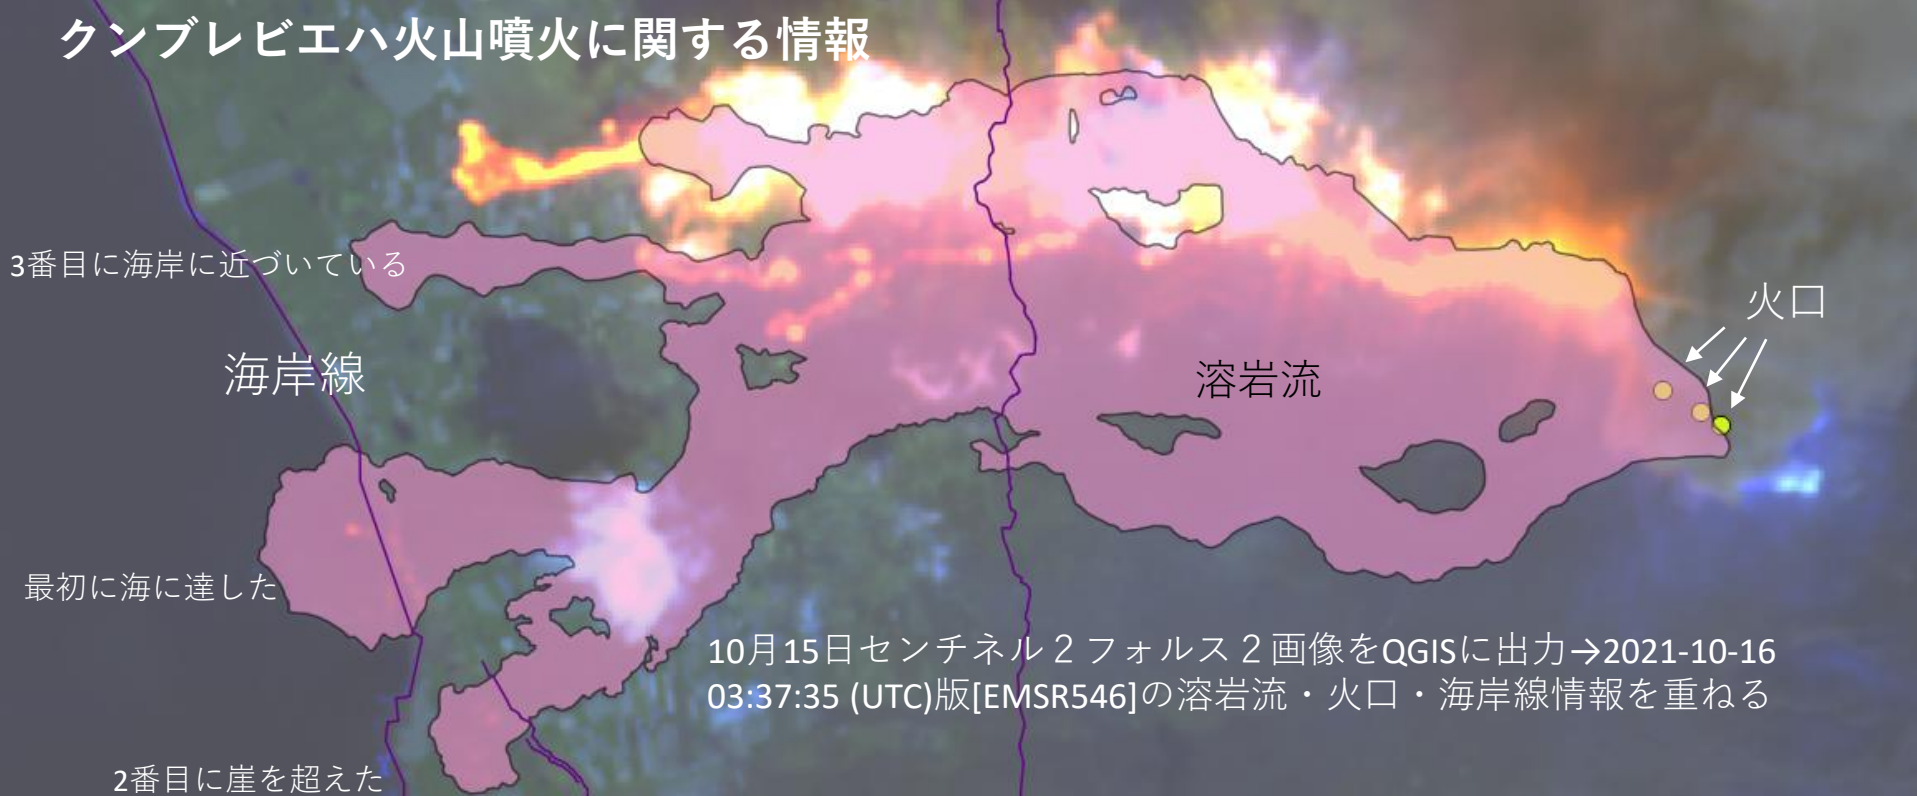 クンブレビエハ火山噴火に関する情報
3番目に海岸に近づいている
火口
海岸線
溶岩流
最初に海に達した
10月15日センチネル２フォルス２画像をQGISに出力→2021-10-16
03:37:35 (UTC)版[EMSR546]の溶岩流・火口・海岸線情報を重ねる
2番目に崖を超えた